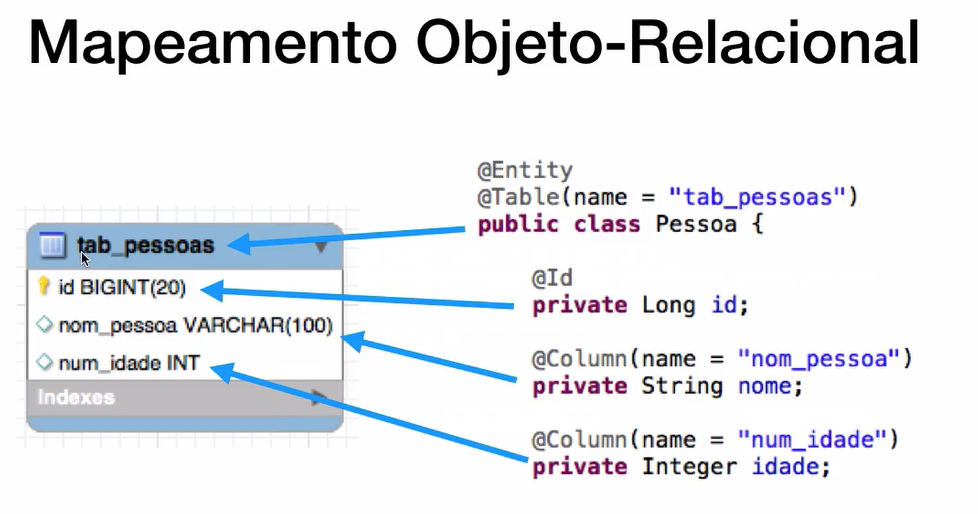 Mapeamento Objeto-Relacional
@Entity
@Table(name = "tab_pessoas")
public class Pessoa {
@Id
private Long id;
@Column(name = "nom_pessoa")
private String nome;
@Column(name = "num_idade")
private Integer idade;
tab_pessoas
id BIGINT(20)
nom_pessoa VARCHAR(100)
num_idade INT
Indexes